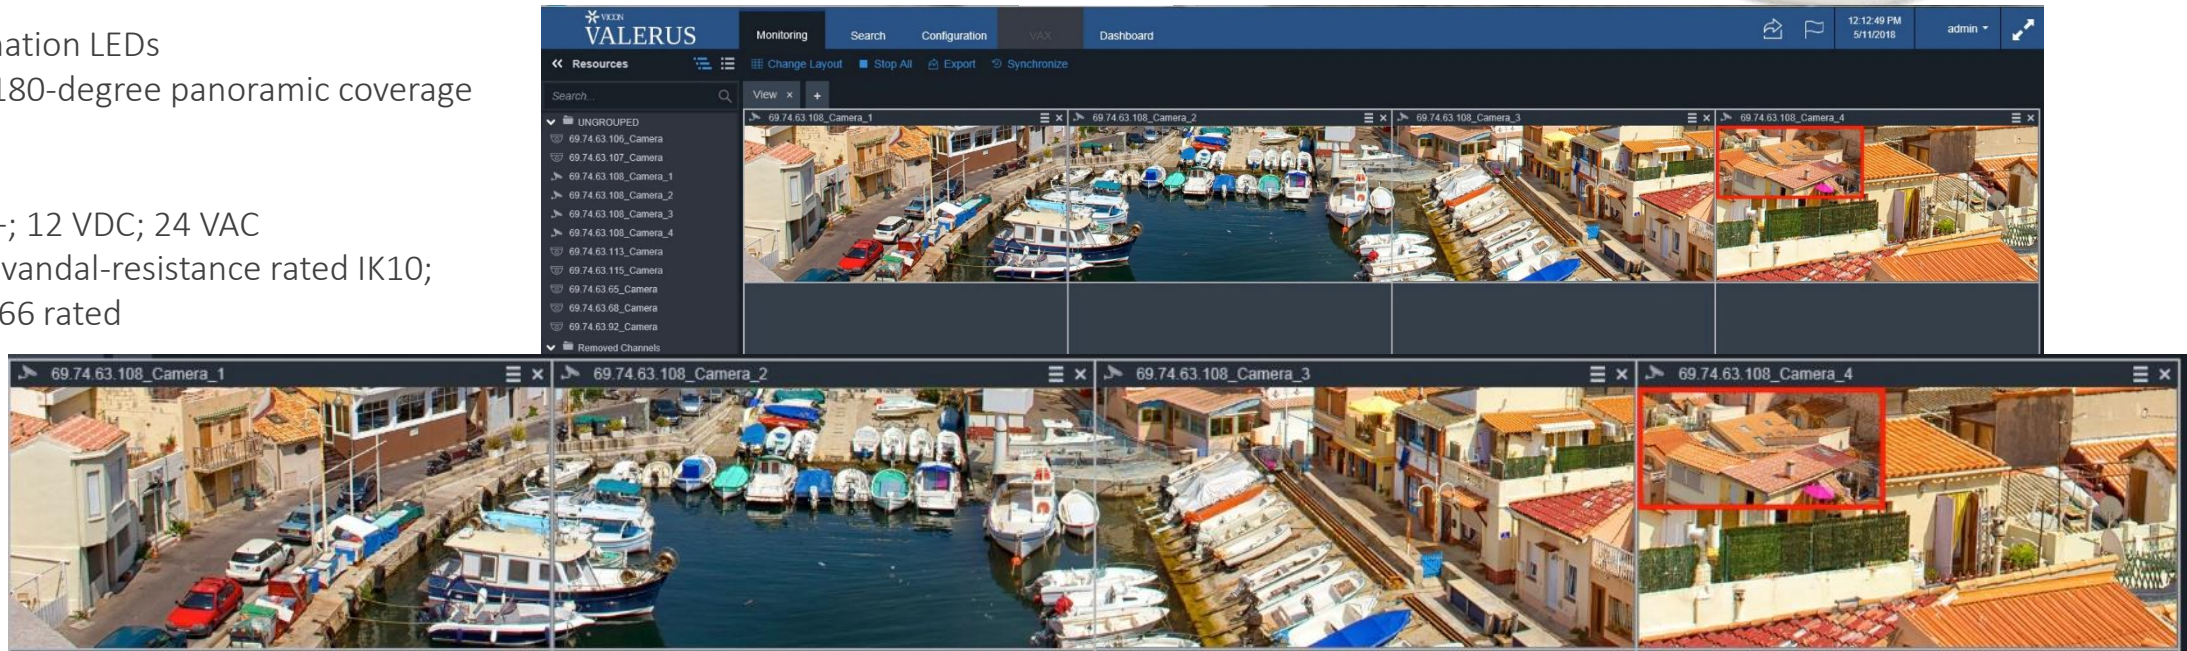 nation LEDs
180-degree panoramic coverage
; 12 VDC; 24 VAC
vandal-resistance rated IK10;
66 rated
VICON
VALERUS
Monitoring Search Configuration VAX Dashboard
12:12:49 PM
5/11/2018
admin
Resources
Change Layout Stop All Export Synchronize
Search...
View × +
UNGROUPED
69.74.63.106_Camera
69.74.63.107_Camera
69.74.63.108_Camera_1
69.74.63.108_Camera_2
69.74.63.108_Camera_3
69.74.63.108_Camera_4
69.74.63.113_Camera
69.74.63.115_Camera
69.74.63.65_Camera
69.74.63.68_Camera
69.74.63.92_Camera
Removed Channels
69.74.63.108_Camera_1 69.74.63.108_Camera_2 69.74.63.108_Camera_3 69.74.63.108_Camera_4
69.74.63.108_Camera_1 69.74.63.108_Camera_2 69.74.63.108_Camera_3 69.74.63.108_Camera_4